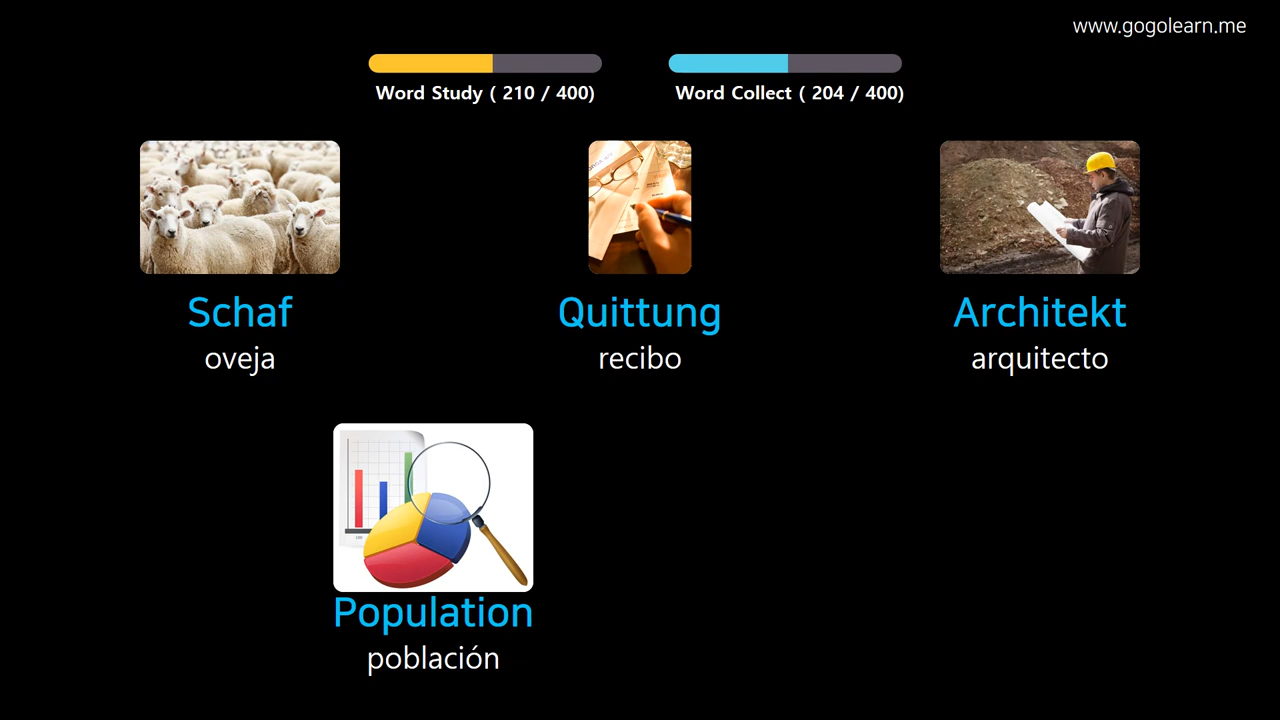 www.gogolearn.me
Word Study ( 210 / 400)
Word Collect ( 204 / 400)
Schaf
oveja
Quittung
recibo
Architekt
arquitecto
Population
población